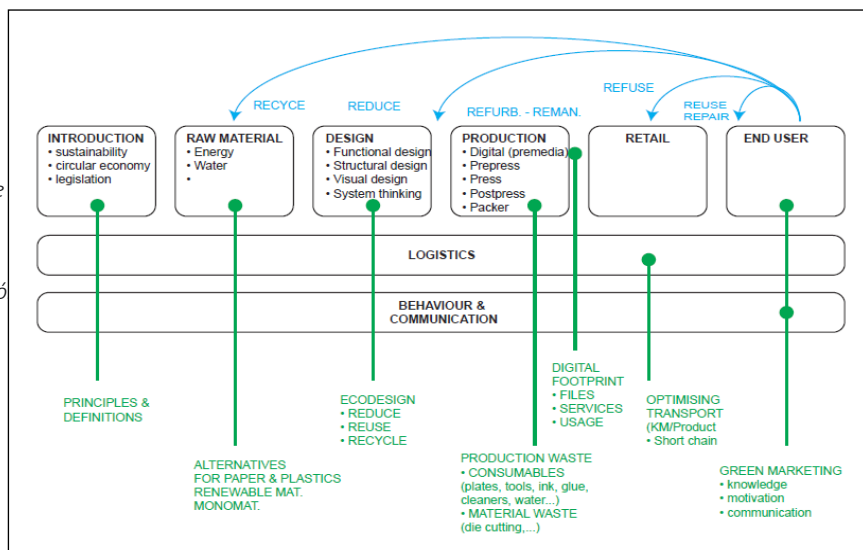 RECYCE
REDUCE
REFURB. - REMAN.
REFUSE
REUSE
REPAIR
INTRODUCTION
• sustainability
• circular economy
• legislation
RAW MATERIAL
• Energy
• Water
•
DESIGN
• Functional design
• Structural design
• Visual design
• System thinking
PRODUCTION
• Digital (premedia)
• Prepress
• Press
• Postpress
• Packer
RETAIL
END USER
LOGISTICS
BEHAVIOUR &
COMMUNICATION
PRINCIPLES &
DEFINITIONS
ALTERNATIVES
FOR PAPER & PLASTICS
RENEWABLE MAT.
MONOMAT.
ECODESIGN
• REDUCE
• REUSE
• RECYCLE
PRODUCTION WASTE
• CONSUMABLES
(plates, tools, ink, glue,
cleaners, water...)
• MATERIAL WASTE
(die cutting,...)
DIGITAL
FOOTPRINT
• FILES
• SERVICES
• USAGE
OPTIMISING
TRANSPORT
(KM/Product
• Short chain
GREEN MARKETING
• knowledge
• motivation
• communication